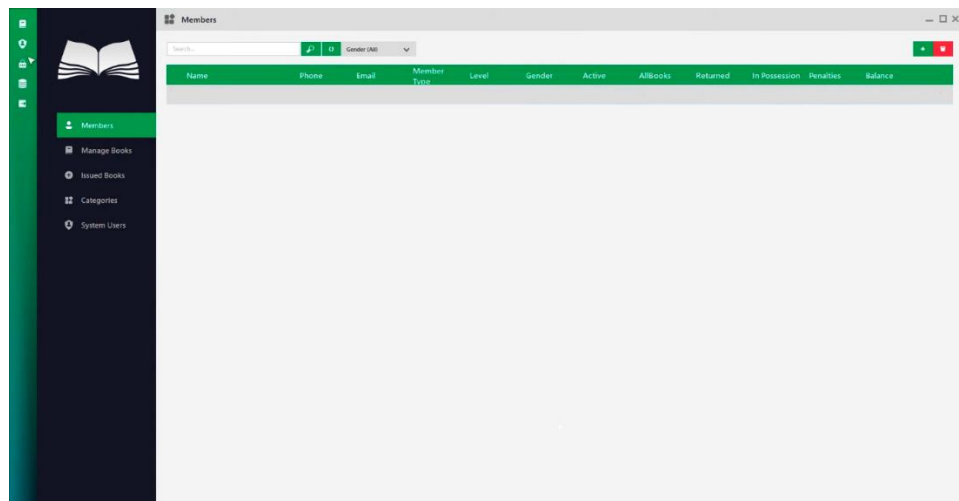 Members
Search...
0
Gender (All)
Name Phone Email Member Type Level Gender Active AllBooks Returned In Possession Penalties Balance
Members
Manage Books
Issued Books
Categories
System Users